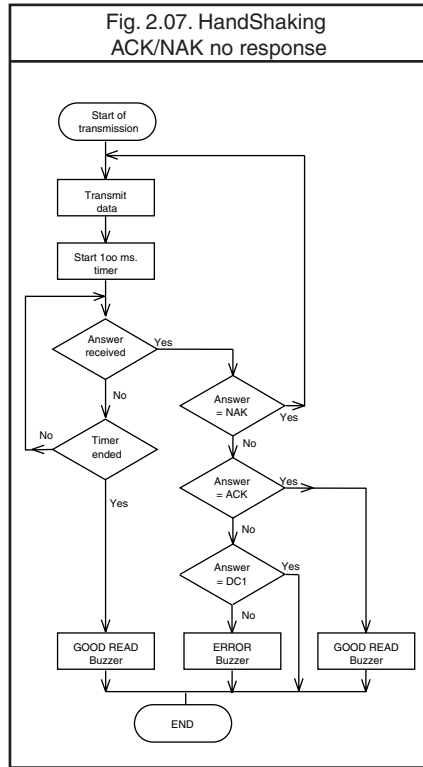 Fig. 2.07. HandShaking
ACK/NAK no response
Start of
transmission
Transmit
data
Start 1oo ms.
timer
Answer
received
Yes
No
Answer
= NAK
Yes
No
Timer
ended
No
Yes
Answer
= ACK
Yes
No
Answer
= DC1
Yes
No
GOOD READ
Buzzer
ERROR
Buzzer
GOOD READ
Buzzer
END